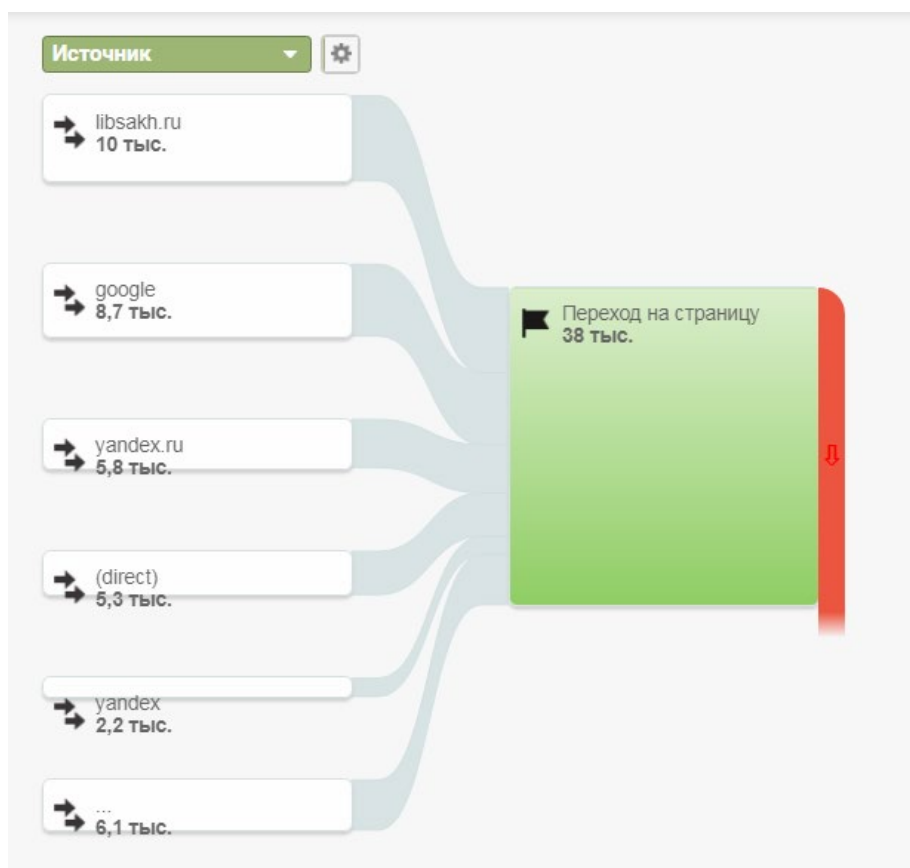 Источник
libsakh.ru
10 тыс.
google
8,7 тыс.
Переход на страницу
38 тыс.
yandex.ru
5,8 тыс.
(direct)
5,3 тыс.
yandex
2,2 тыс.
...
6,1 тыс.